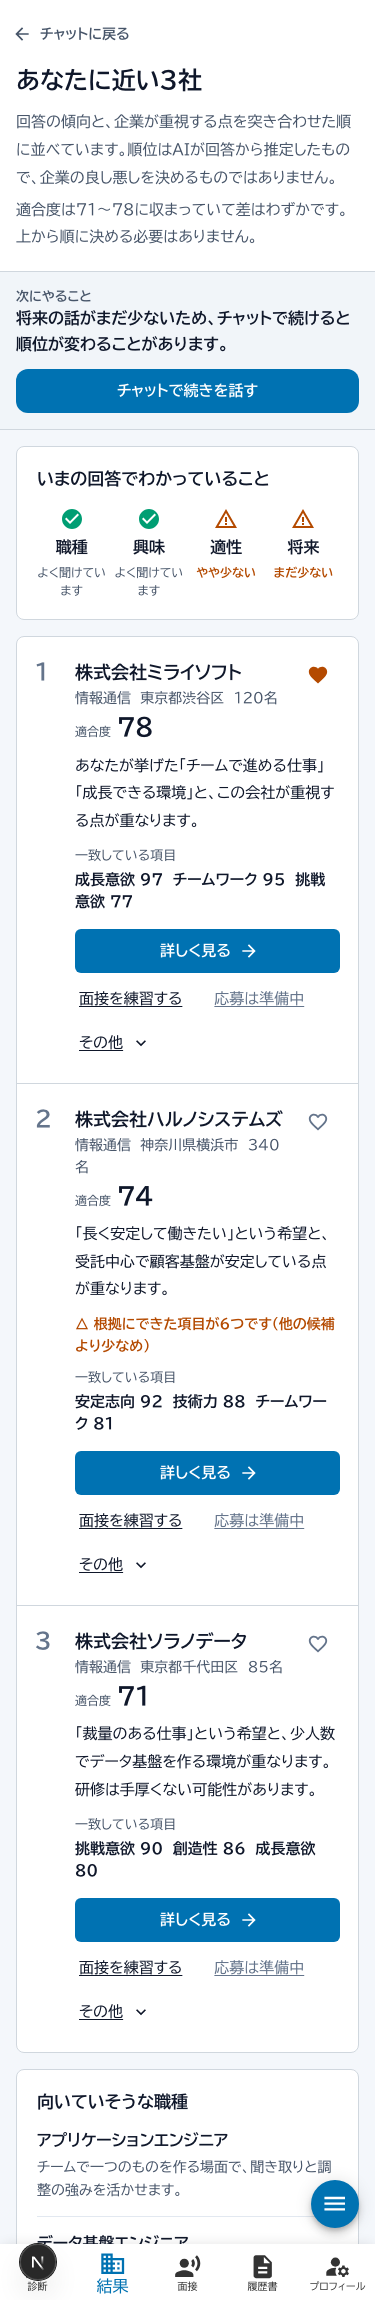 チャットに戻る
あなたに近い3社
回答の傾向と、企業が重視する点を突き合わせた順
に並べています。順位はAIが回答から推定したもの
で、企業の良し悪しを決めるものではありません。
適合度は71〜78に収まっていて差はわずかです。
上から順に決める必要はありません。
次にやること
将来の話がまだ少ないため、チャットで続けると
順位が変わることがあります。
チャットで続きを話す
いまの回答でわかっていること
職種 興味 適性 将来
よく聞けてい よく聞けてい やや少ない まだ少ない
ます ます
1 株式会社ミライソフト
情報通信 東京都渋谷区 120名
適合度 78
あなたが挙げた「チームで進める仕事」
「成長できる環境」と、この会社が重視す
る点が重なります。
一致している項目
成長意欲 97 チームワーク 95 挑戦
意欲 77
詳しく見る
面接を練習する 応募は準備中
その他
2 株式会社ハルノシステムズ
情報通信 神奈川県横浜市 340
名
適合度 74
「長く安定して働きたい」という希望と、
受託中心で顧客基盤が安定している点
が重なります。
△ 根拠にできた項目が6つです(他の候補
より少なめ)
一致している項目
安定志向 92 技術力 88 チームワー
ク 81
詳しく見る
面接を練習する 応募は準備中
その他
3 株式会社ソラノデータ
情報通信 東京都千代田区 85名
適合度 71
「裁量のある仕事」という希望と、少人数
でデータ基盤を作る環境が重なります。
研修は手厚くない可能性があります。
一致している項目
挑戦意欲 90 創造性 86 成長意欲
80
詳しく見る
面接を練習する 応募は準備中
その他
向いていそうな職種
アプリケーションエンジニア
チームで一つのものを作る場面で、聞き取りと調
整の強みを活かせます。
データ基盤エンジニア
N
診断 結果 面接 履歴書 プロフィール